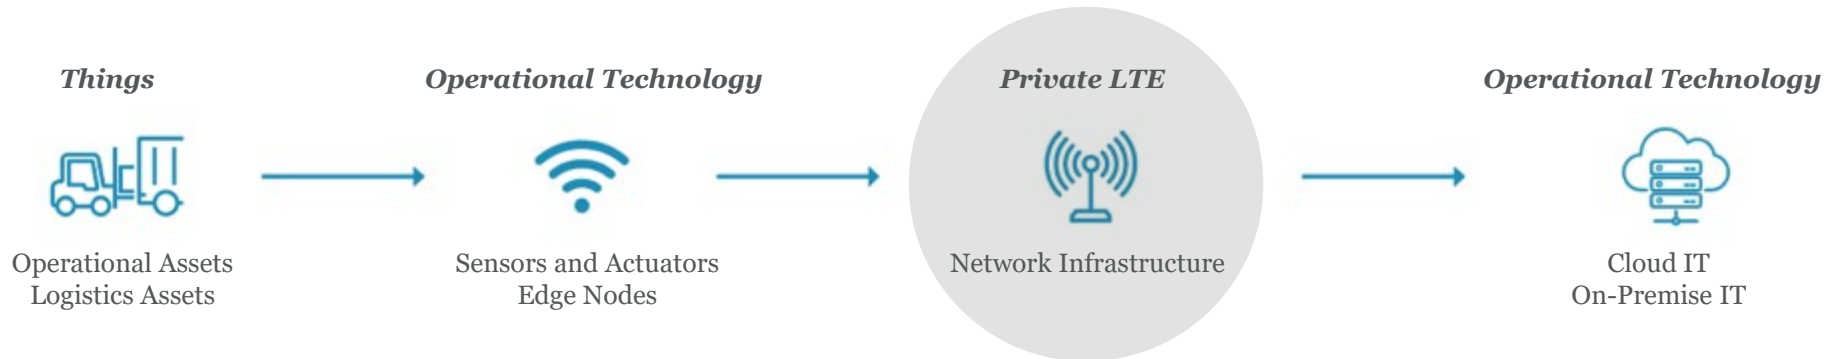 Things
Operational Assets
Logistics Assets
Operational Technology
Sensors and Actuators
Edge Nodes
Private LTE
Network Infrastructure
Operational Technology
Cloud IT
On-Premise IT